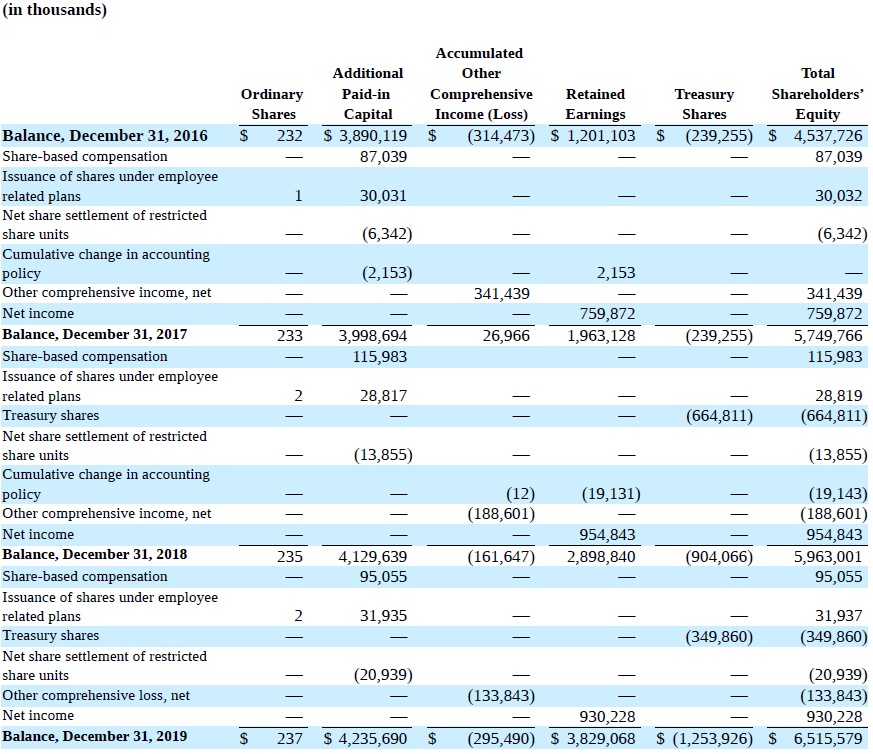 (in thousands)
Accumulated
Additional Other Total
Ordinary Paid-in Comprehensive Retained Treasury Shareholders’
Shares Capital Income (Loss) Earnings Shares Equity
Balance, December 31, 2016 $ 232 $ 3,890,119 $ (314,473) $ 1,201,103 $ (239,255) $ 4,537,726
Share-based compensation — 87,039 — — — 87,039
Issuance of shares under employee
related plans 1 30,031 — — — 30,032
Net share settlement of restricted
share units — (6,342) — — — (6,342)
Cumulative change in accounting
policy — (2,153) — 2,153 — —
Other comprehensive income, net — — 341,439 — — 341,439
Net income — — — 759,872 — 759,872
Balance, December 31, 2017 233 3,998,694 26,966 1,963,128 (239,255) 5,749,766
Share-based compensation — 115,983 — — 115,983
Issuance of shares under employee
related plans 2 28,817 — — — 28,819
Treasury shares — — — — (664,811) (664,811)
Net share settlement of restricted
share units — (13,855) — — — (13,855)
Cumulative change in accounting
policy — — (12) (19,131) — (19,143)
Other comprehensive income, net — — (188,601) — — (188,601)
Net income — — — 954,843 — 954,843
Balance, December 31, 2018 235 4,129,639 (161,647) 2,898,840 (904,066) 5,963,001
Share-based compensation — 95,055 — — — 95,055
Issuance of shares under employee
related plans 2 31,935 — — — 31,937
Treasury shares — — — — (349,860) (349,860)
Net share settlement of restricted
share units — (20,939) — — — (20,939)
Other comprehensive loss, net — — (133,843) — — (133,843)
Net income — — — 930,228 — 930,228
Balance, December 31, 2019 $ 237 $ 4,235,690 $ (295,490) $ 3,829,068 $ (1,253,926) $ 6,515,579